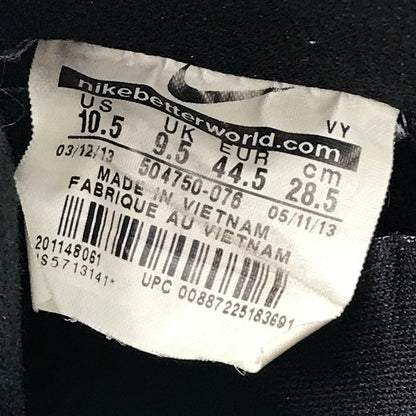 nikebetterworld.com
VY
US UK EUR cm
10.5 9.5 44.5 28.5
03/12/13 504750-076 05/11/13
MADE IN VIETNAM
FABRIQUE AU VIETNAM
201148061
*S5713141*
UPC 00887225183691